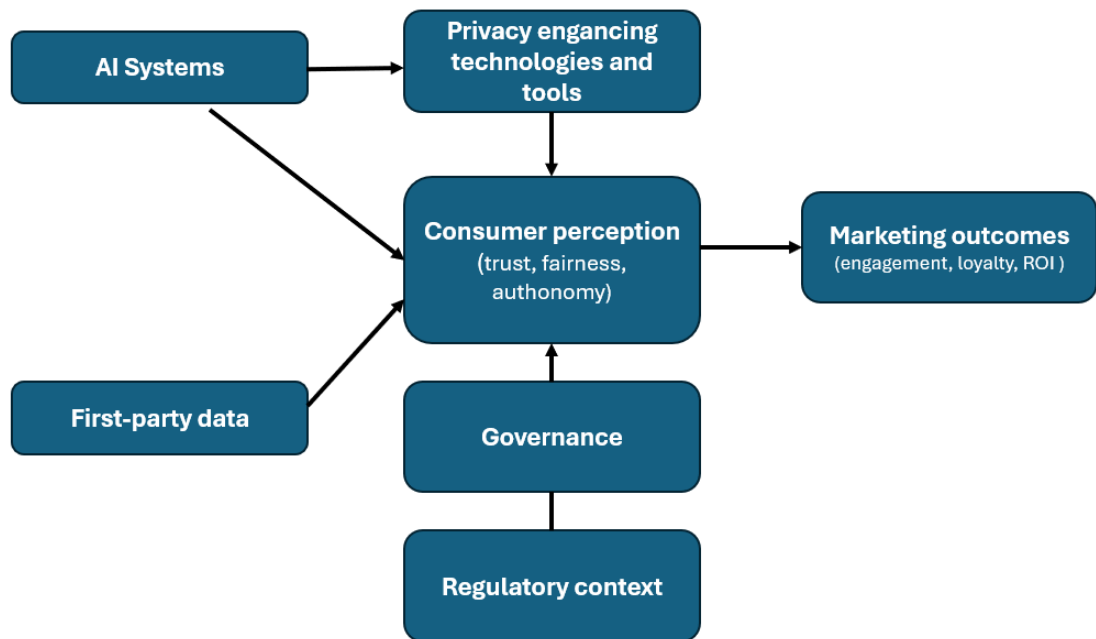 Privacy engancing
technologies and
tools
AI Systems
Consumer perception
(trust, fairness,
authonomy)
Marketing outcomes
(engagement, loyalty, ROI )
First-party data
Governance
Regulatory context